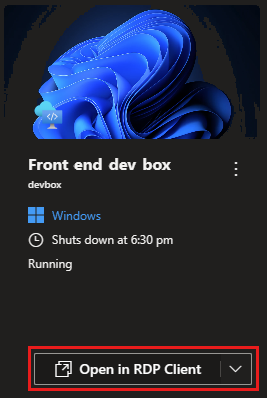 Front end dev box
devbox
Windows
Shuts down at 6:30 pm
Running
Open in RDP Client